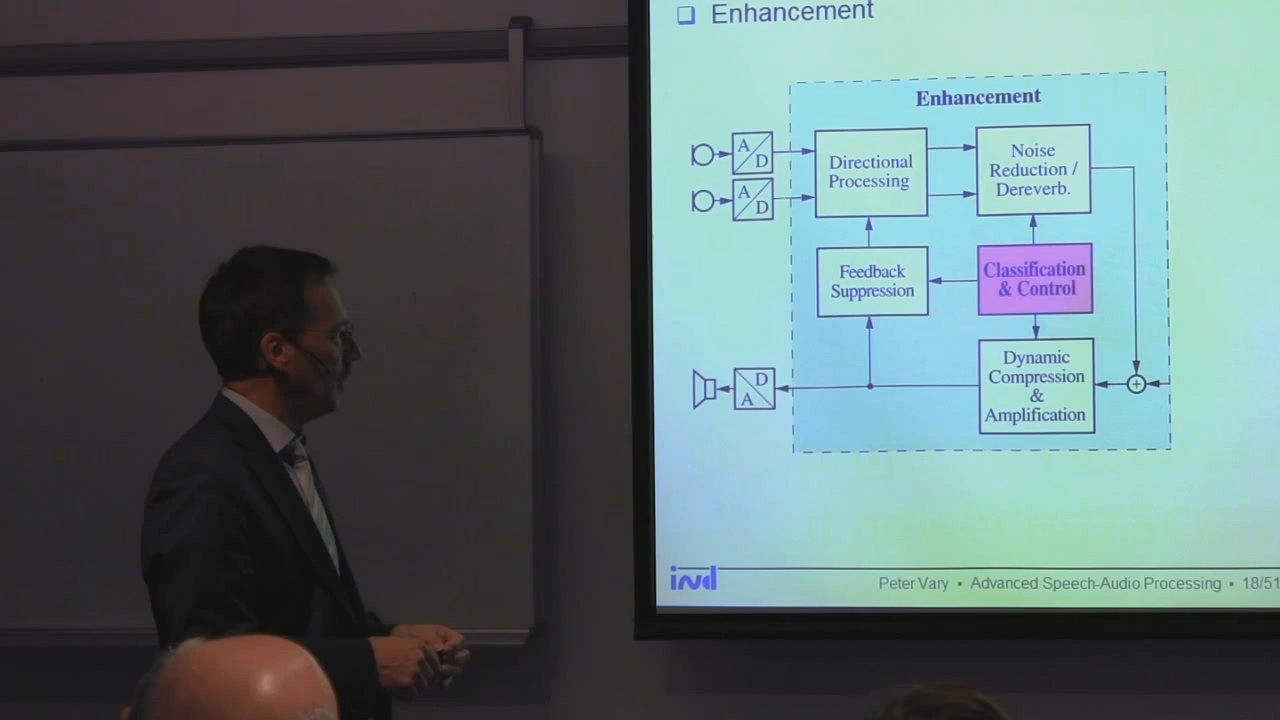 ❑ Enhancement
Enhancement
A
D
A
D
Directional
Processing
Noise
Reduction /
Dereverb.
Feedback
Suppression
Classification
& Control
D
A
Dynamic
Compression
&
Amplification
+
ind
Peter Vary • Advanced Speech-Audio Processing • 18/51